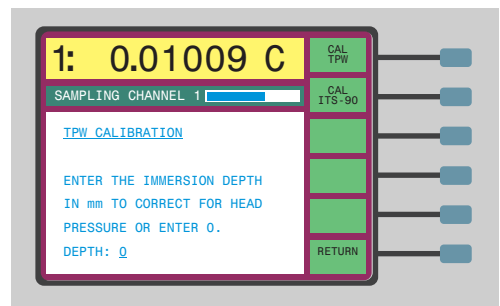 1: 0.01009 C
SAMPLING CHANNEL 1
TPW CALIBRATION
ENTER THE IMMERSION DEPTH
IN mm TO CORRECT FOR HEAD
PRESSURE OR ENTER 0.
DEPTH: 0
CAL
TPW
CAL
ITS-90
RETURN